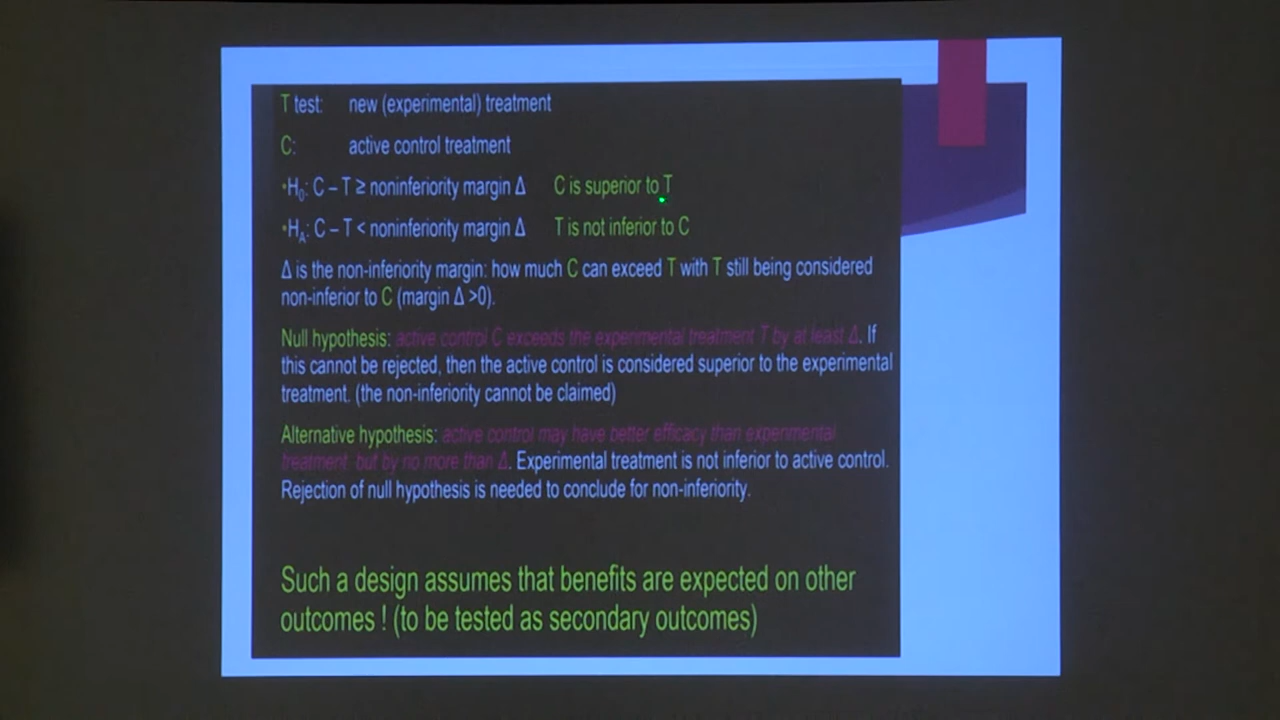 T test: new (experimental) treatment
C: active control treatment
•H0: C – T ≥ noninferiority margin Δ C is superior to T
•HA: C – T < noninferiority margin Δ T is not inferior to C
Δ is the non-inferiority margin: how much C can exceed T with T still being considered
non-inferior to C (margin Δ >0).
Null hypothesis: active control C exceeds the experimental treatment T by at least Δ. If
this cannot be rejected, then the active control is considered superior to the experimental
treatment. (the non-inferiority cannot be claimed)
Alternative hypothesis: active control may have better efficacy than experimental
treatment but by no more than Δ. Experimental treatment is not inferior to active control.
Rejection of null hypothesis is needed to conclude for non-inferiority.
Such a design assumes that benefits are expected on other
outcomes ! (to be tested as secondary outcomes)